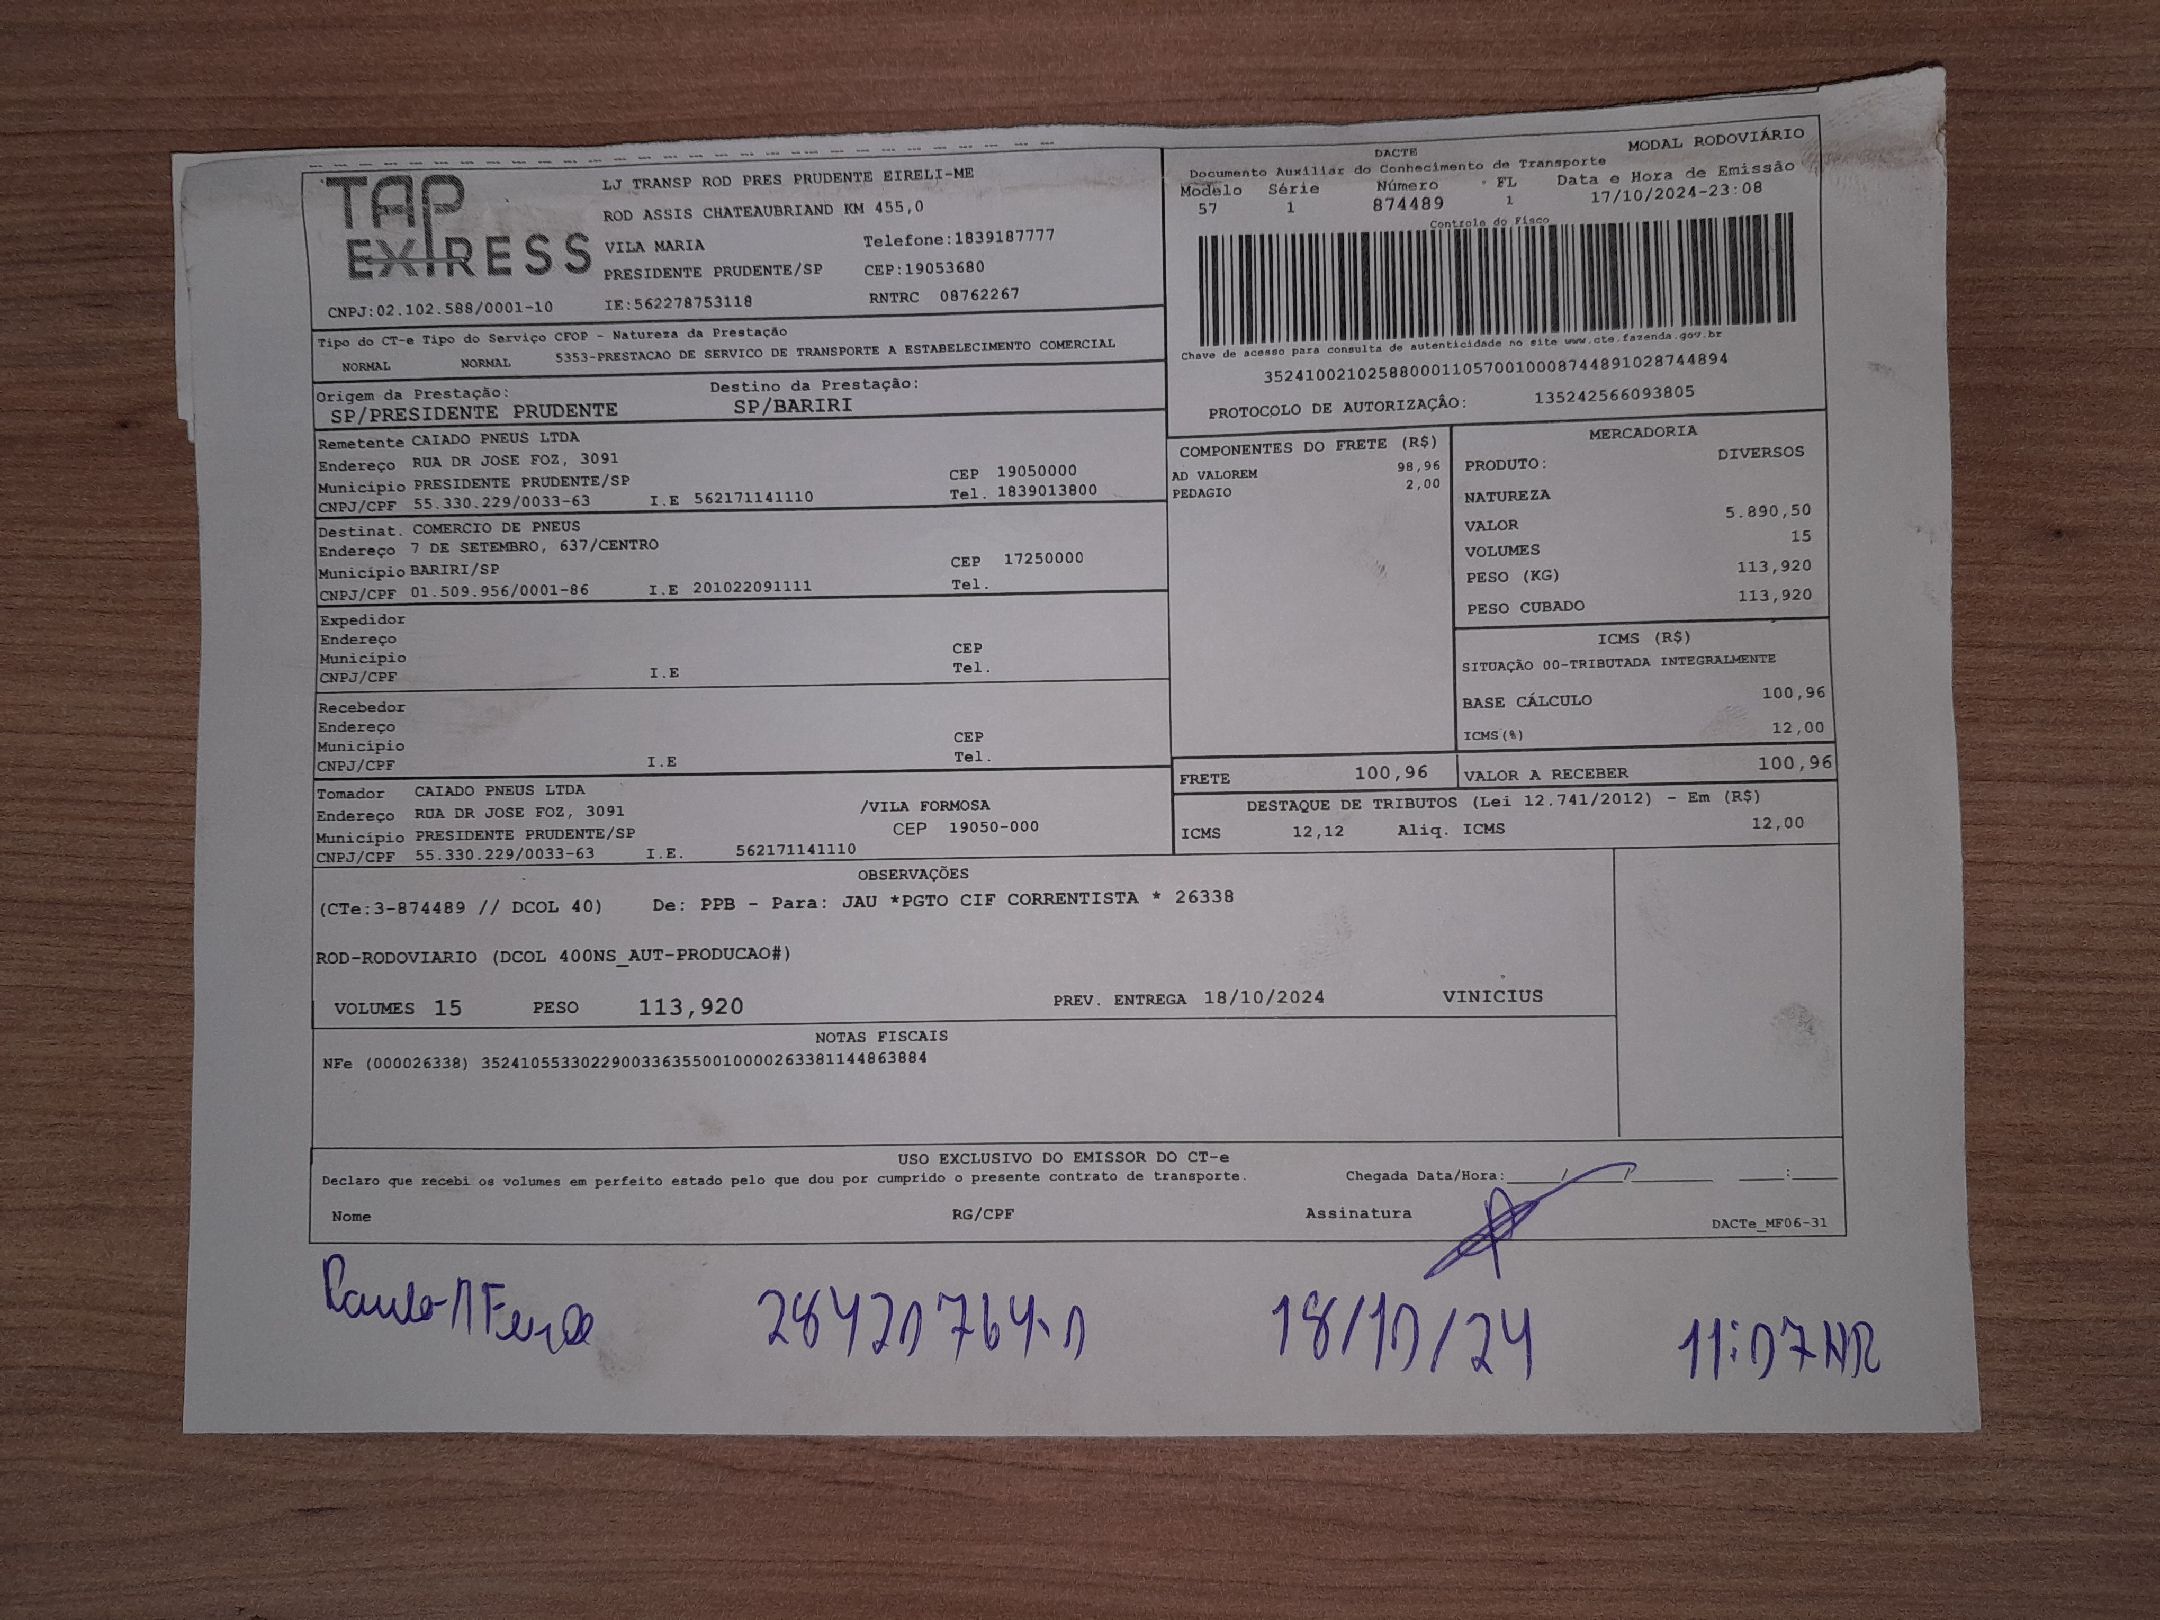 TAP
EXPRESS
LJ TRANSP ROD PRES PRUDENTE EIRELI-ME
ROD ASSIS CHATEAUBRIAND KM 455,0
VILA MARIA Telefone:1839187777
PRESIDENTE PRUDENTE/SP CEP:19053680
CNPJ:02.102.588/0001-10 IE:562278753118 RNTRC 08762267
DACTE MODAL RODOVIÁRIO
Documento Auxiliar do Conhecimento de Transporte
Modelo Série Número FL Data e Hora de Emissão
57 1 874489 1 17/10/2024-23:08
Controle do Fisco
Chave de acesso para consulta de autenticidade no site www.cte.fazenda.gov.br
35241002102588000110570010008744891028744894
PROTOCOLO DE AUTORIZAÇÃO: 135242566093805
Tipo do CT-e Tipo do Serviço CFOP - Natureza da Prestação
NORMAL NORMAL 5353-PRESTACAO DE SERVICO DE TRANSPORTE A ESTABELECIMENTO COMERCIAL
Origem da Prestação: Destino da Prestação:
SP/PRESIDENTE PRUDENTE SP/BARIRI
Remetente CAIADO PNEUS LTDA
Endereço RUA DR JOSE FOZ, 3091
Município PRESIDENTE PRUDENTE/SP CEP 19050000
CNPJ/CPF 55.330.229/0033-63 I.E 562171141110 Tel. 1839013800
Destinat. COMERCIO DE PNEUS
Endereço 7 DE SETEMBRO, 637/CENTRO
Município BARIRI/SP CEP 17250000
CNPJ/CPF 01.509.956/0001-86 I.E 201022091111 Tel.
Expedidor
Endereço
Município CEP
CNPJ/CPF I.E Tel.
Recebedor
Endereço
Município CEP
CNPJ/CPF I.E Tel.
Tomador CAIADO PNEUS LTDA
Endereço RUA DR JOSE FOZ, 3091 /VILA FORMOSA
Município PRESIDENTE PRUDENTE/SP CEP 19050-000
CNPJ/CPF 55.330.229/0033-63 I.E. 562171141110
COMPONENTES DO FRETE (R$)
AD VALOREM 98,96
PEDAGIO 2,00
MERCADORIA
PRODUTO: DIVERSOS
NATUREZA
VALOR 5.890,50
VOLUMES 15
PESO (KG) 113,920
PESO CUBADO 113,920
ICMS (R$)
SITUAÇÃO 00-TRIBUTADA INTEGRALMENTE
BASE CÁLCULO 100,96
ICMS(%) 12,00
FRETE 100,96 VALOR A RECEBER 100,96
DESTAQUE DE TRIBUTOS (Lei 12.741/2012) - Em (R$)
ICMS 12,12 Aliq. ICMS 12,00
OBSERVAÇÕES
(CTe:3-874489 // DCOL 40) De: PPB - Para: JAU *PGTO CIF CORRENTISTA * 26338
ROD-RODOVIARIO (DCOL 400NS_AUT-PRODUCAO#)
VOLUMES 15 PESO 113,920 PREV. ENTREGA 18/10/2024 VINICIUS
NOTAS FISCAIS
NFe (000026338) 35241055330229003363550010000263381144863884
USO EXCLUSIVO DO EMISSOR DO CT-e
Declaro que recebi os volumes em perfeito estado pelo que dou por cumprido o presente contrato de transporte. Chegada Data/Hora:____/____/______ ___:___
Nome RG/CPF Assinatura
DACTe_MF06-31
28420764-0 18/10/24 11:07HR